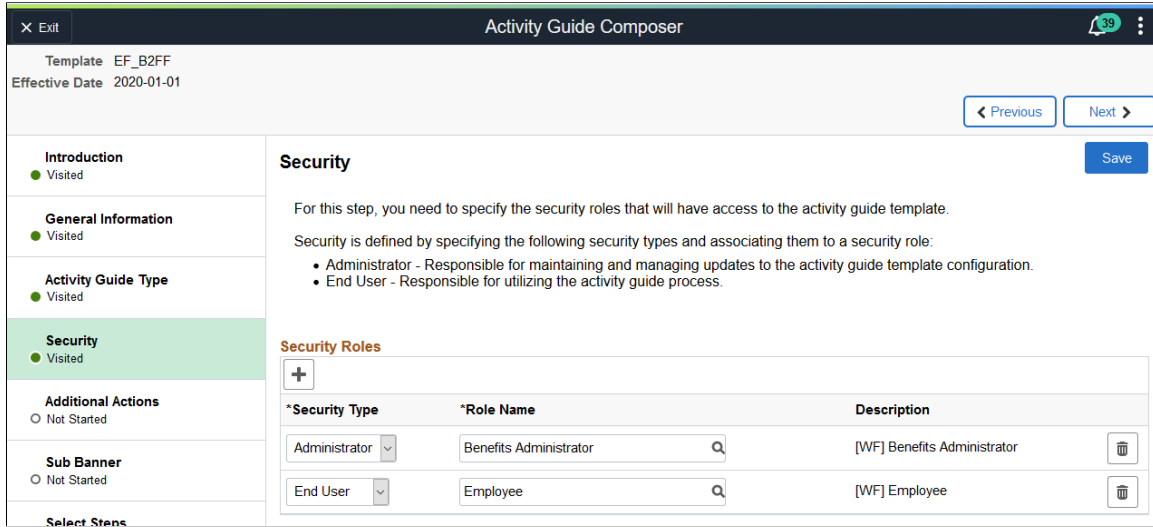 Exit
Activity Guide Composer
39
Template EF_B2FF
Effective Date 2020-01-01
Previous
Next
Introduction
Visited
General Information
Visited
Activity Guide Type
Visited
Security
Visited
Additional Actions
Not Started
Sub Banner
Not Started
Select Steps
Security
Save
For this step, you need to specify the security roles that will have access to the activity guide template.
Security is defined by specifying the following security types and associating them to a security role:
• Administrator - Responsible for maintaining and managing updates to the activity guide template configuration.
• End User - Responsible for utilizing the activity guide process.
Security Roles
*Security Type *Role Name Description
Administrator Benefits Administrator [WF] Benefits Administrator
End User Employee [WF] Employee